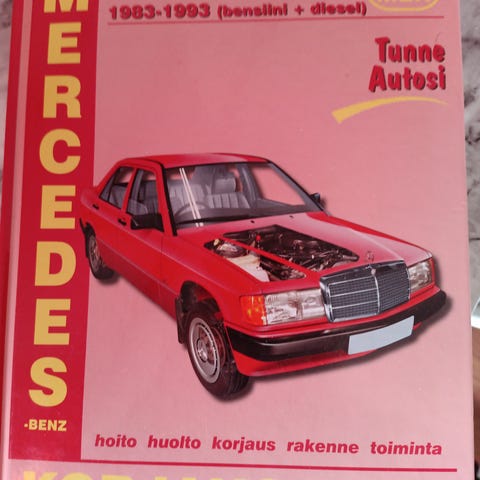 MERCEDES
-BENZ
1983-1993 (bensiini + diesel)
Tunne
Autosi
hoito huolto korjaus rakenne toiminta